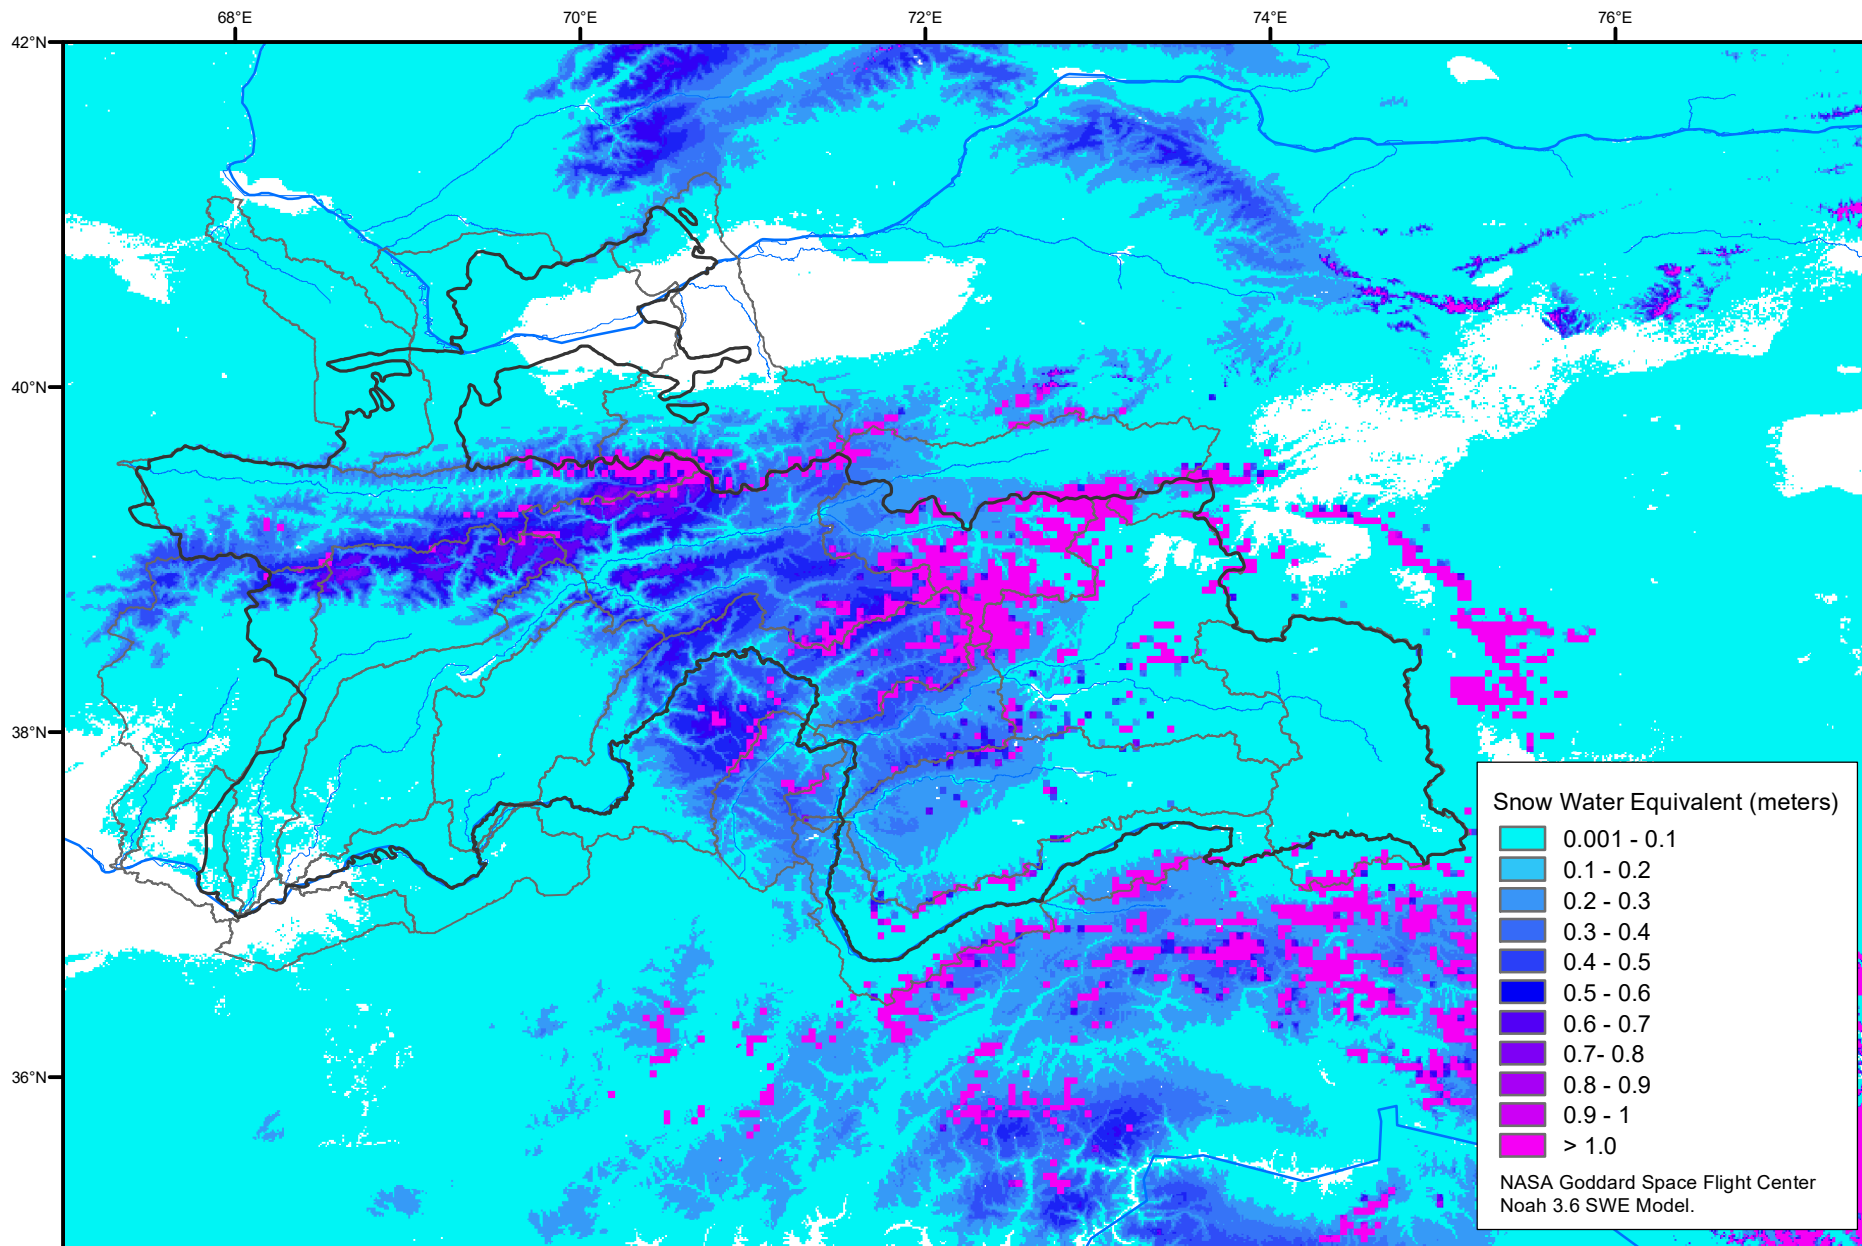 68°E 70°E 72°E 74°E 76°E
42°N
40°N
38°N
36°N
Snow Water Equivalent (meters)
0.001 - 0.1
0.1 - 0.2
0.2 - 0.3
0.3 - 0.4
0.4 - 0.5
0.5 - 0.6
0.6 - 0.7
0.7- 0.8
0.8 - 0.9
0.9 - 1
> 1.0
NASA Goddard Space Flight Center
Noah 3.6 SWE Model.